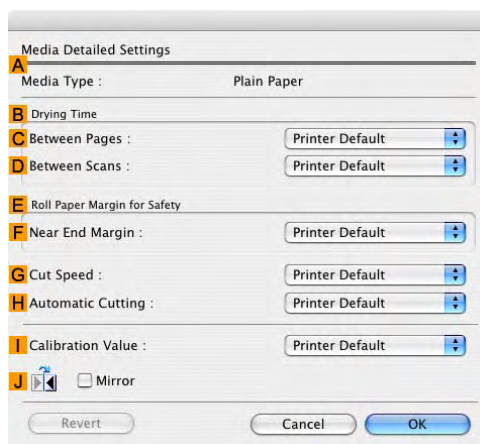 Media Detailed Settings
A
Media Type : Plain Paper
B Drying Time
C Between Pages : Printer Default
D Between Scans : Printer Default
E Roll Paper Margin for Safety
F Near End Margin : Printer Default
G Cut Speed : Printer Default
H Automatic Cutting : Printer Default
I Calibration Value : Printer Default
J Mirror
Revert Cancel OK